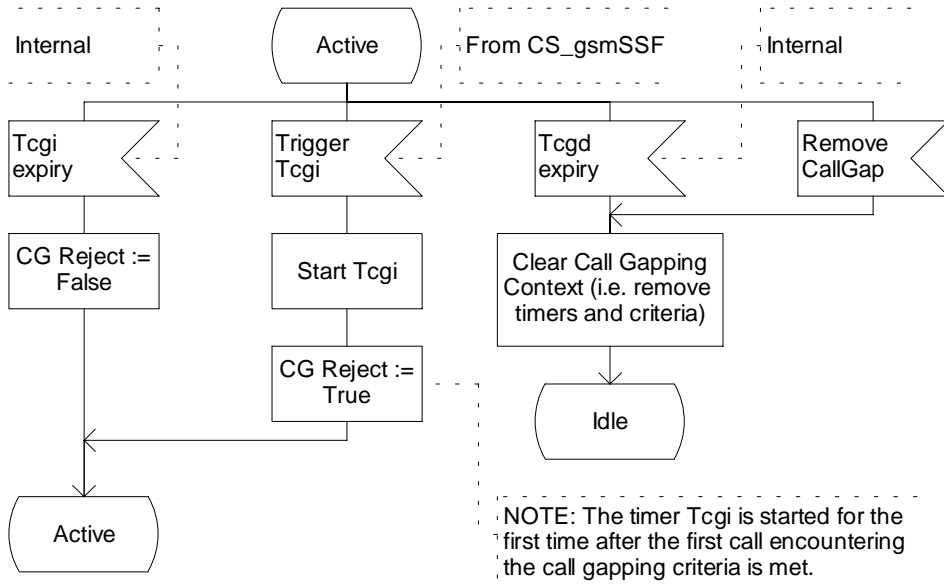 Internal
Active
From CS_gsmSSF
Internal
Tcgi
expiry
Trigger
Tcgi
Tcgd
expiry
Remove
CallGap
CG Reject :=
False
Start Tcgi
Clear Call Gapping
Context (i.e. remove
timers and criteria)
CG Reject :=
True
Idle
Active
NOTE: The timer Tcgi is started for the
first time after the first call encountering
the call gapping criteria is met.